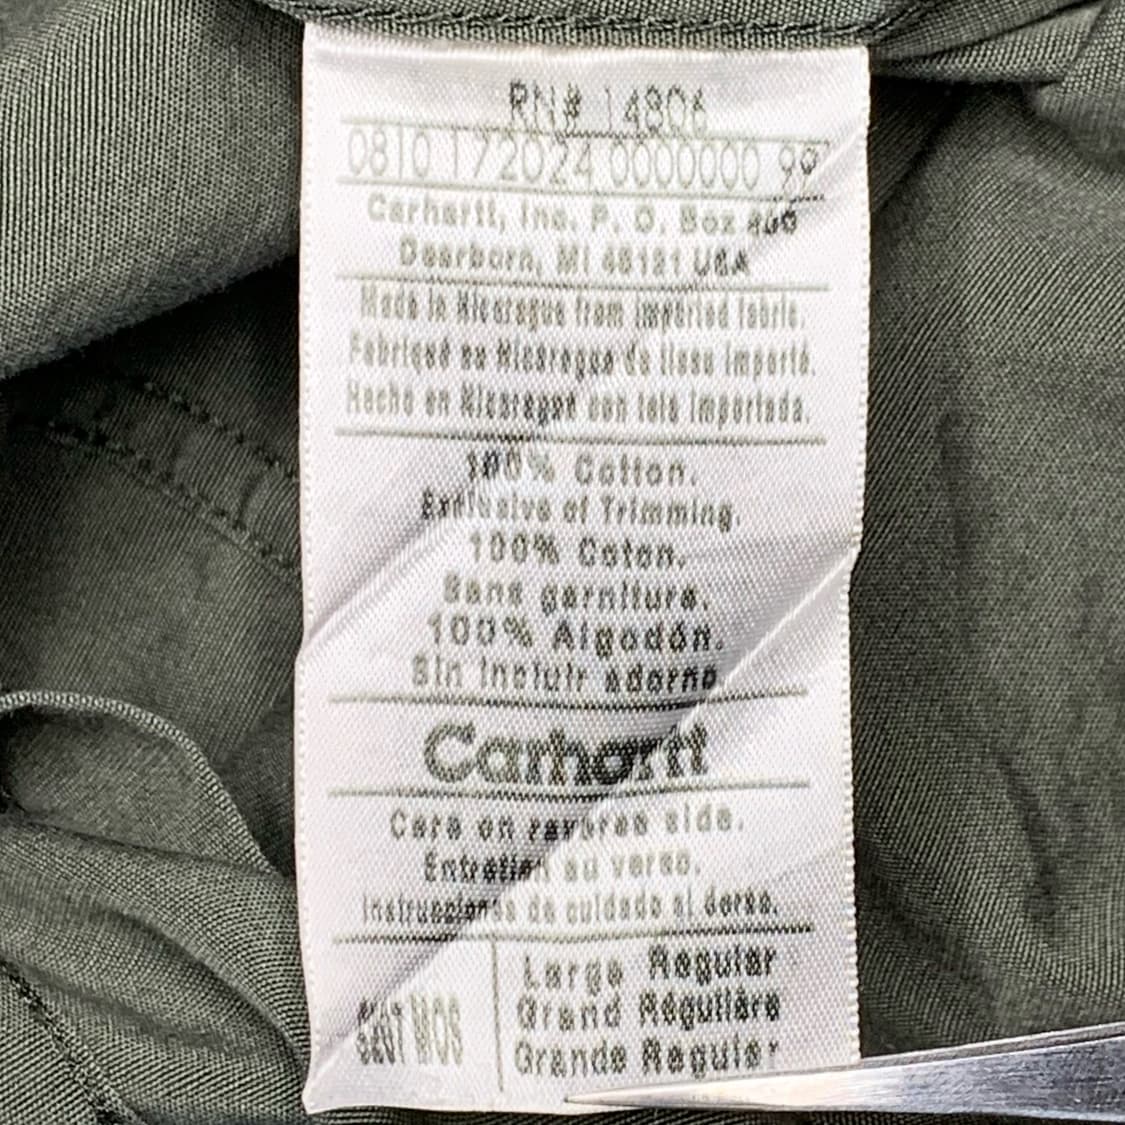 RN# 14806
0810 172024 0000000 99
Carhartt, Inc. P. O. Box 600
Dearborn, MI 48121 USA
Made in Nicaragua from imported fabric.
Fabriqué au Nicaragua de tissu importé.
Hecho en Nicaragua con tela importada.
100% Cotton.
Exclusive of Trimming.
100% Coton.
Sans garniture.
100% Algodón.
Sin incluir adorno
Carhartt
Care on reverse side.
Entretien au verso.
Instrucciones de cuidado al dorso.
Large Regular
Grand Régulière
Grande Regular
MOS